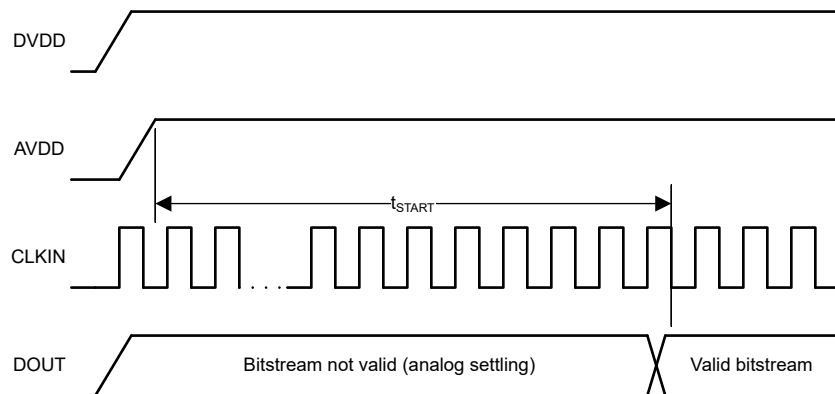 DVDD
AVDD
tSTART
CLKIN
. . .
DOUT
Bitstream not valid (analog settling)
Valid bitstream